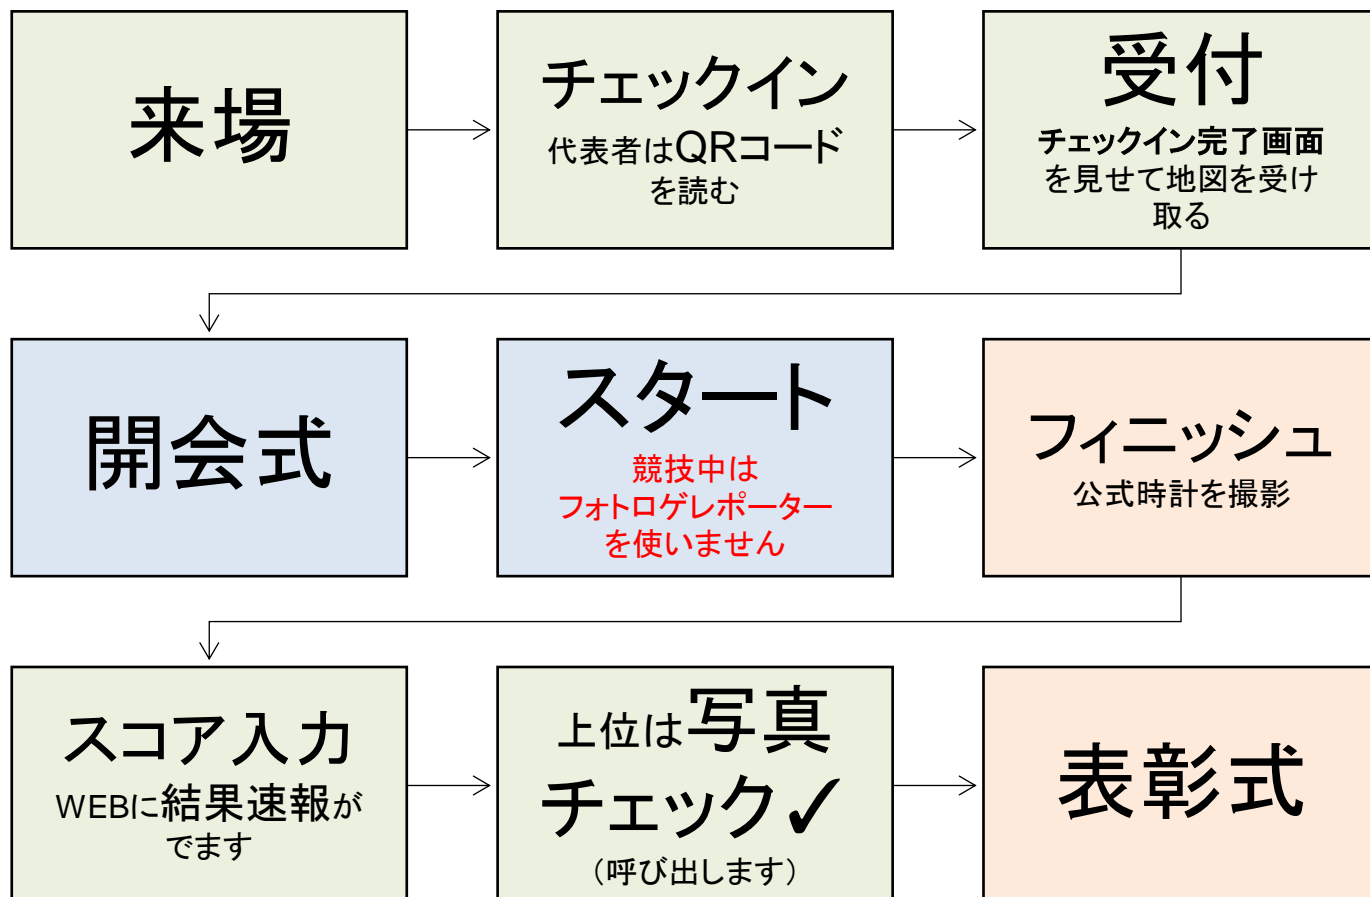 来場
チェックイン
代表者はQRコード
を読む
受付
チェックイン完了画面
を見せて地図を受け
取る
開会式
スタート
競技中は
フォトロゲレポーター
を使いません
フィニッシュ
公式時計を撮影
スコア入力
WEBに結果速報が
でます
上位は写真
チェック✓
（呼び出します）
表彰式